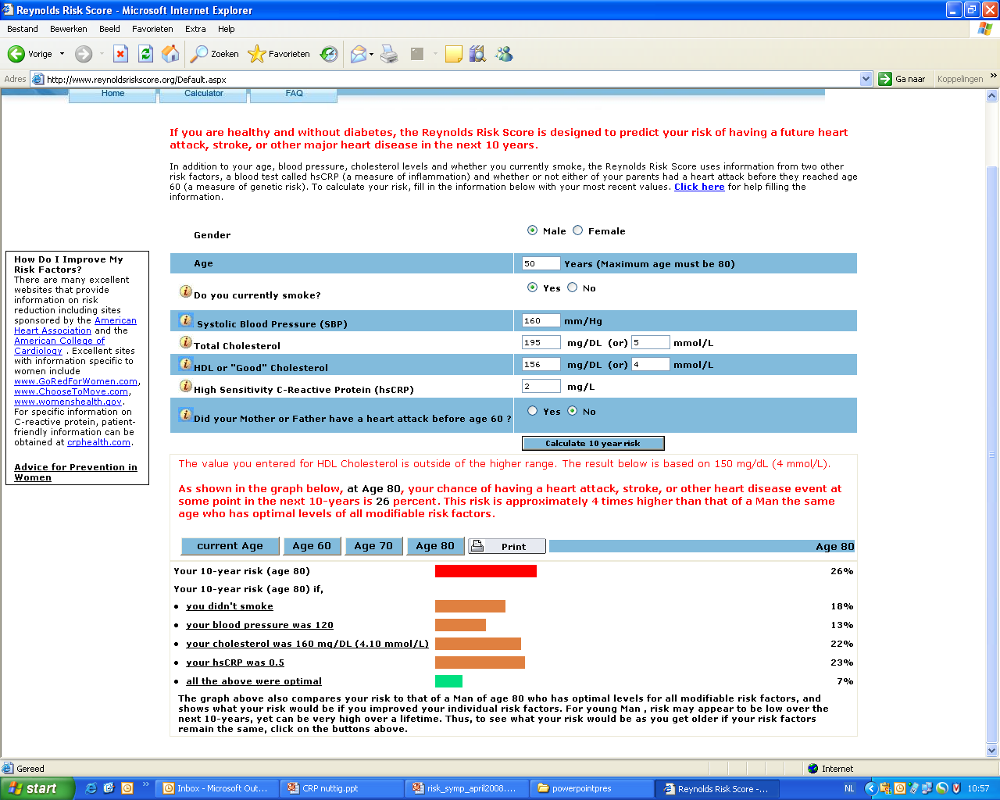 Reynolds Risk Score - Microsoft Internet Explorer
Bestand Bewerken Beeld Favorieten Extra Help
Vorige Zoeken Favorieten
Adres http://www.reynoldsriskscore.org/Default.aspx Ga naar Koppelingen »
Home Calculator FAQ
If you are healthy and without diabetes, the Reynolds Risk Score is designed to predict your risk of having a future heart
attack, stroke, or other major heart disease in the next 10 years.
In addition to your age, blood pressure, cholesterol levels and whether you currently smoke, the Reynolds Risk Score uses information from two other
risk factors, a blood test called hsCRP (a measure of inflammation) and whether or not either of your parents had a heart attack before they reached age
60 (a measure of genetic risk). To calculate your risk, fill in the information below with your most recent values. Click here for help filling the
information.
Gender Male Female
Age 50 Years (Maximum age must be 80)
Do you currently smoke? Yes No
Systolic Blood Pressure (SBP) 160 mm/Hg
Total Cholesterol 195 mg/DL (or) 5 mmol/L
HDL or "Good" Cholesterol 156 mg/DL (or) 4 mmol/L
High Sensitivity C-Reactive Protein (hsCRP) 2 mg/L
Did your Mother or Father have a heart attack before age 60 ? Yes No
Calculate 10 year risk
How Do I Improve My
Risk Factors?
There are many excellent
websites that provide
information on risk
reduction including sites
sponsored by the American
Heart Association and the
American College of
Cardiology . Excellent sites
with information specific to
women include
www.GoRedForWomen.com,
www.ChooseToMove.com,
www.womenshealth.gov.
For specific information on
C-reactive protein, patient-
friendly information can be
obtained at crphealth.com.
Advice for Prevention in
Women
The value you entered for HDL Cholesterol is outside of the higher range. The result below is based on 150 mg/dL (4 mmol/L).
As shown in the graph below, at Age 80, your chance of having a heart attack, stroke, or other heart disease event at
some point in the next 10-years is 26 percent. This risk is approximately 4 times higher than that of a Man the same
age who has optimal levels of all modifiable risk factors.
current Age Age 60 Age 70 Age 80 Print Age 80
Your 10-year risk (age 80) 26%
Your 10-year risk (age 80) if,
• you didn't smoke 18%
• your blood pressure was 120 13%
• your cholesterol was 160 mg/DL (4.10 mmol/L) 22%
• your hsCRP was 0.5 23%
• all the above were optimal 7%
The graph above also compares your risk to that of a Man of age 80 who has optimal levels for all modifiable risk factors, and
shows what your risk would be if you improved your individual risk factors. For young Man , risk may appear to be low over the
next 10-years, yet can be very high over a lifetime. Thus, to see what your risk would be as you get older if your risk factors
remain the same, click on the buttons above.
Gereed Internet
start » Inbox - Microsoft Out... CRP nuttig.ppt risk_symp_april2008.... powerpointpres Reynolds Risk Score -... NL 10:57